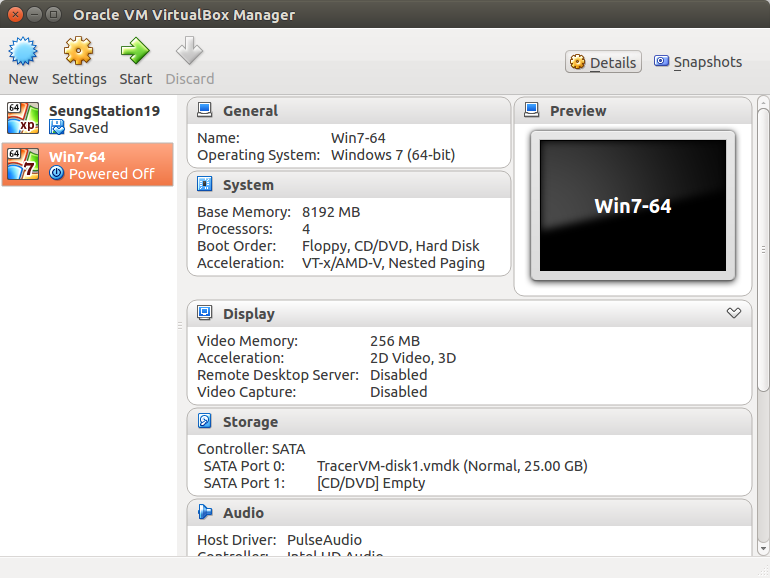 Oracle VM VirtualBox Manager
New Settings Start Discard
Details Snapshots
64 xp SeungStation19
Saved
64 7 Win7-64
Powered Off
General
Name: Win7-64
Operating System: Windows 7 (64-bit)
System
Base Memory: 8192 MB
Processors: 4
Boot Order: Floppy, CD/DVD, Hard Disk
Acceleration: VT-x/AMD-V, Nested Paging
Preview
Win7-64
Display
Video Memory: 256 MB
Acceleration: 2D Video, 3D
Remote Desktop Server: Disabled
Video Capture: Disabled
Storage
Controller: SATA
SATA Port 0: TracerVM-disk1.vmdk (Normal, 25.00 GB)
SATA Port 1: [CD/DVD] Empty
Audio
Host Driver: PulseAudio
Controller: Intel HD Audio